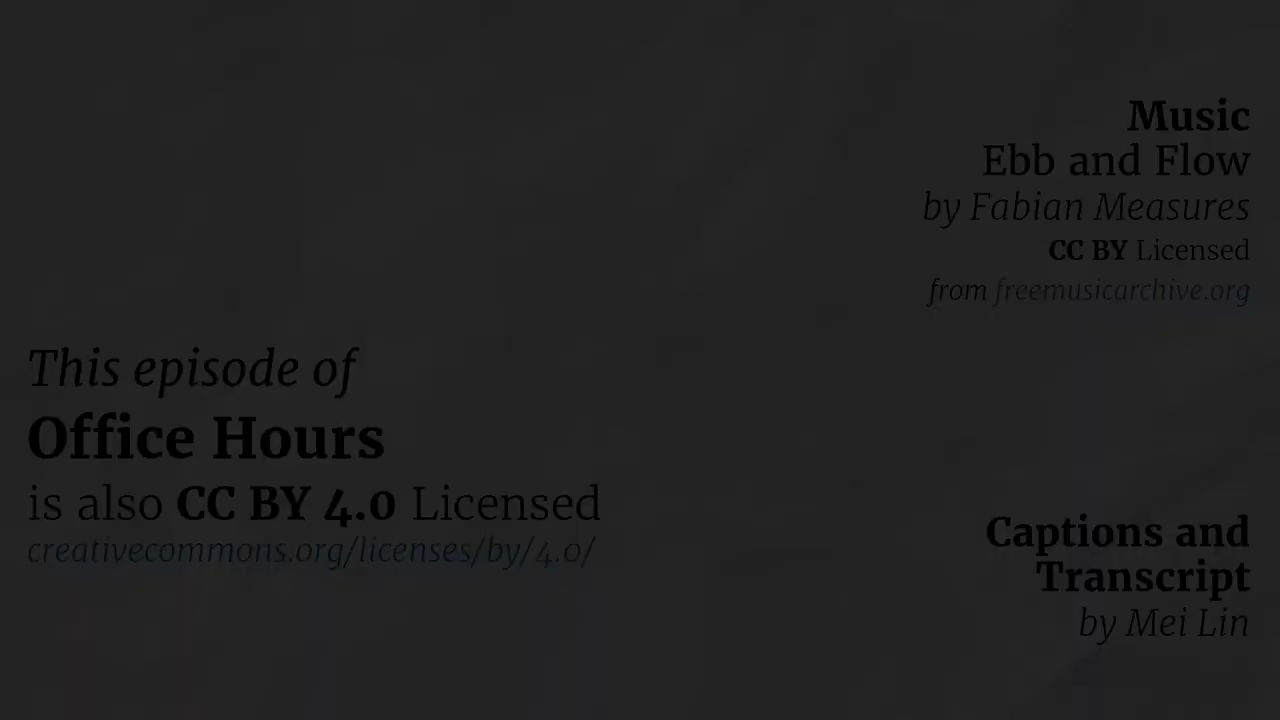 Music
Ebb and Flow
by Fabian Measures
CC BY Licensed
from freemusicarchive.org
This episode of
Office Hours
is also CC BY 4.0 Licensed
creativecommons.org/licenses/by/4.0/
Captions and
Transcript
by Mei Lin